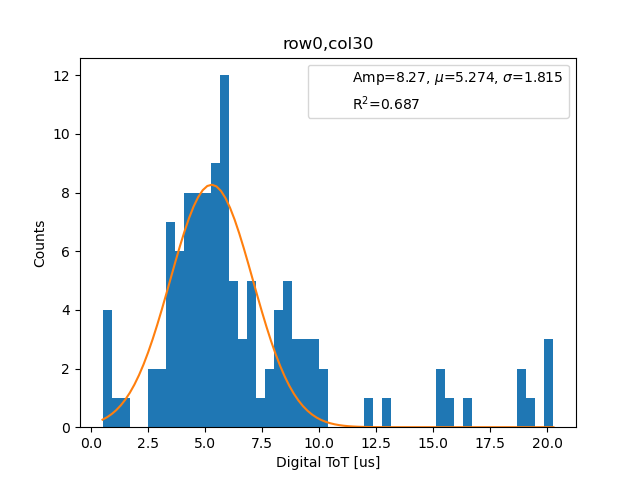 row0,col30
Amp=8.27, μ=5.274, σ=1.815
R²=0.687
Counts
12
10
8
6
4
2
0
0.0 2.5 5.0 7.5 10.0 12.5 15.0 17.5 20.0
Digital ToT [us]